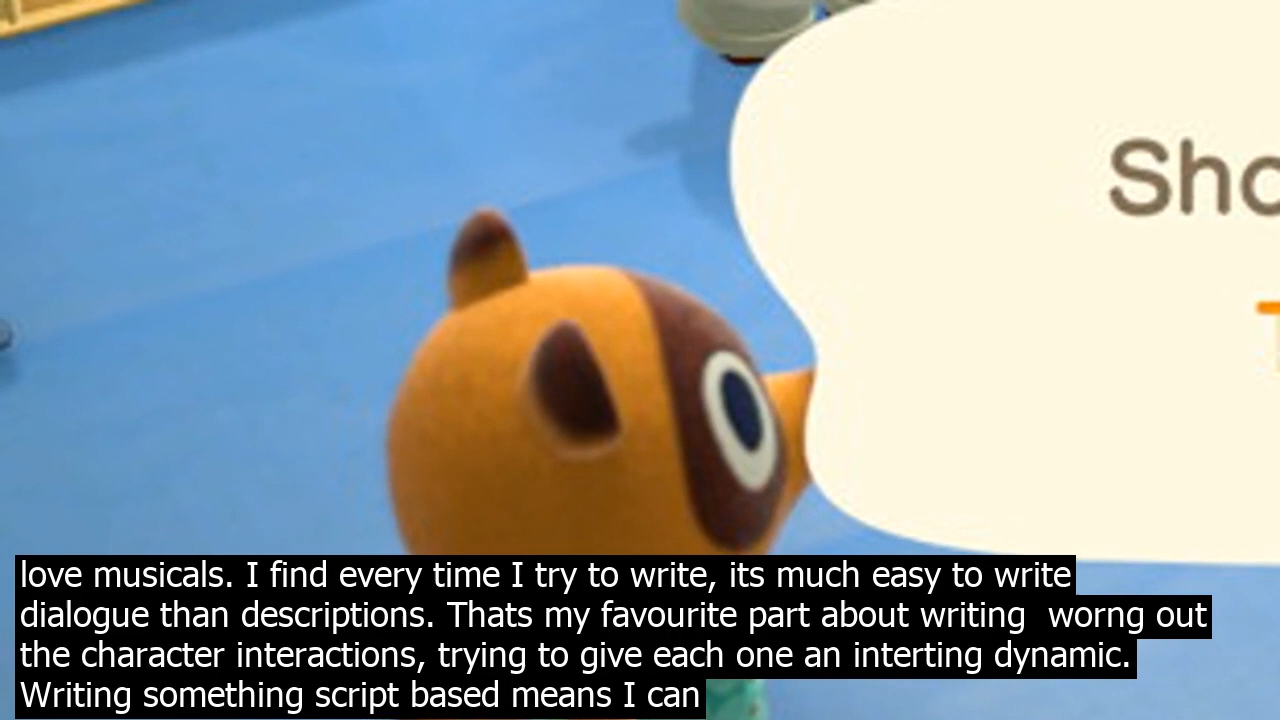 Sho
love musicals. I find every time I try to write, its much easy to write
dialogue than descriptions. Thats my favourite part about writing  worng out
the character interactions, trying to give each one an interting dynamic.
Writing something script based means I can